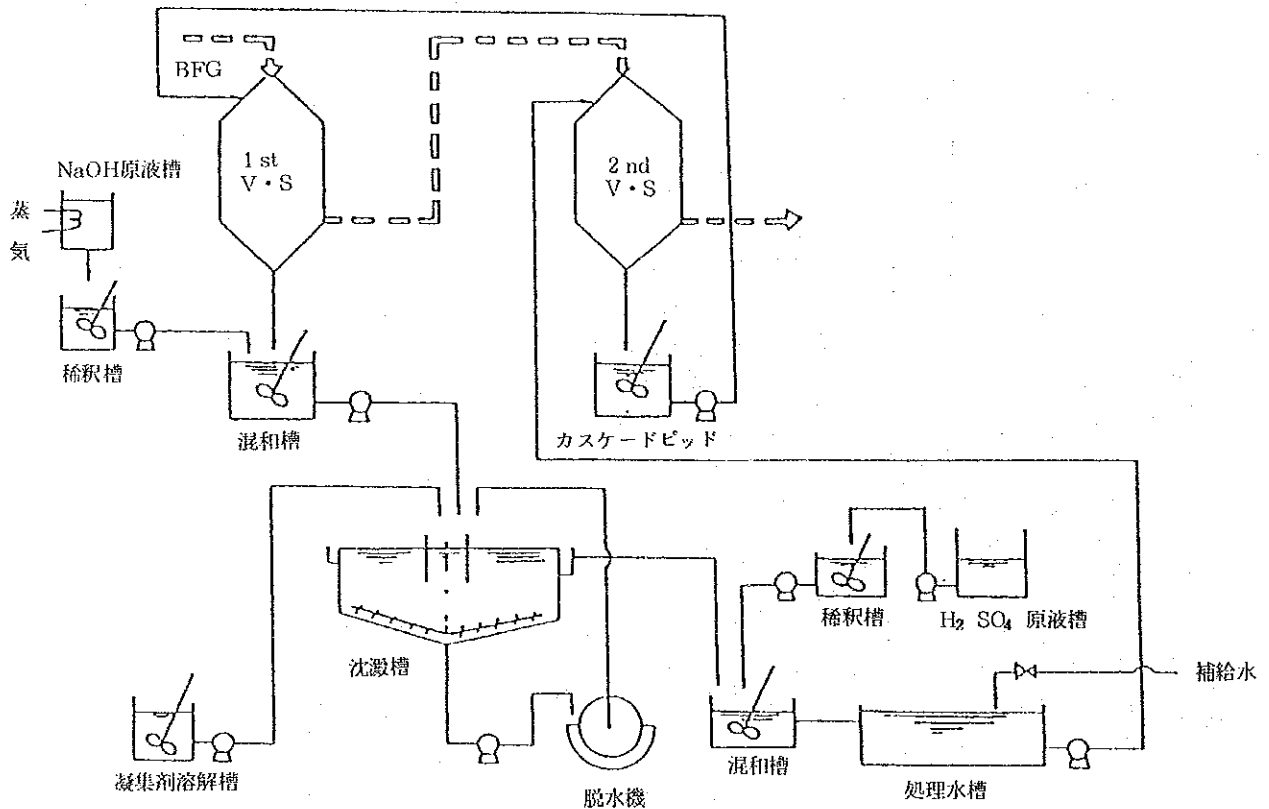 BFG
1 st
V・S
2 nd
V・S
NaOH原液槽
蒸
気
稀釈槽
混和槽
カスケードピッド
稀釈槽
H₂ SO₄ 原液槽
沈澱槽
補給水
凝集剤溶解槽
脱水機
混和槽
処理水槽